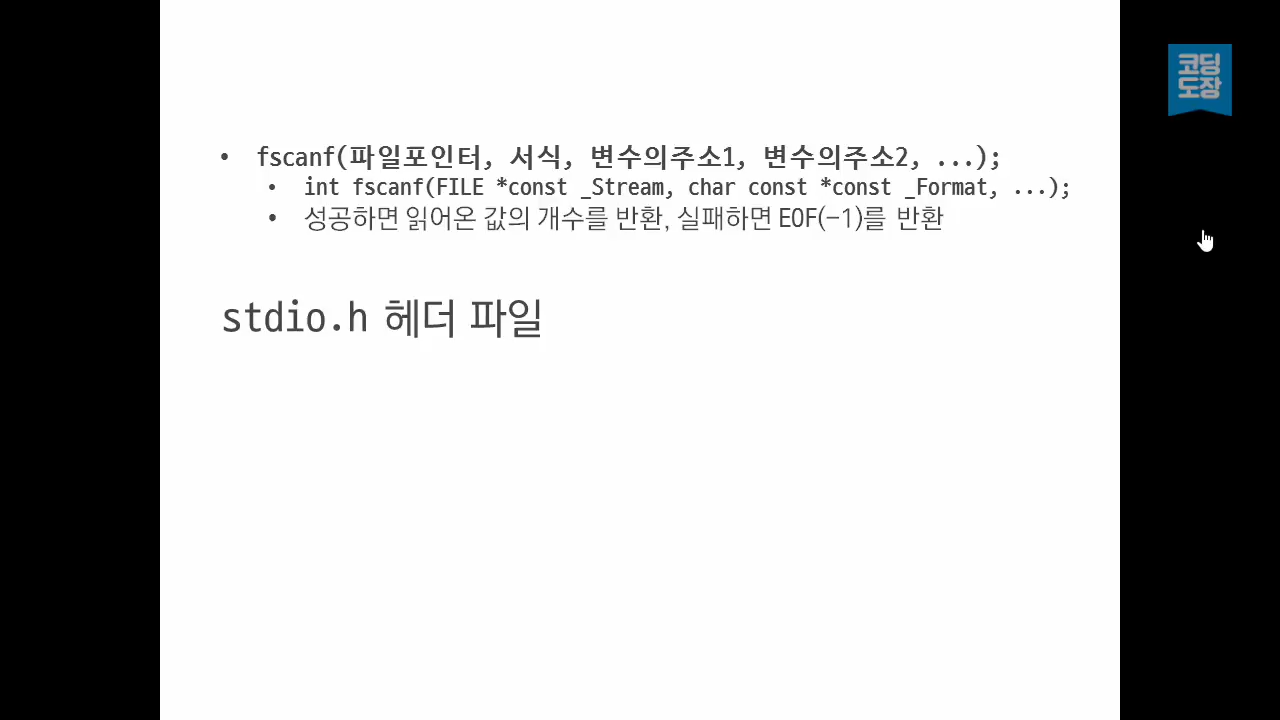 코딩
도장
• fscanf(파일포인터, 서식, 변수의주소1, 변수의주소2, ...);
• int fscanf(FILE *const _Stream, char const *const _Format, ...);
• 성공하면 읽어온 값의 개수를 반환, 실패하면 EOF(-1)를 반환
stdio.h 헤더 파일